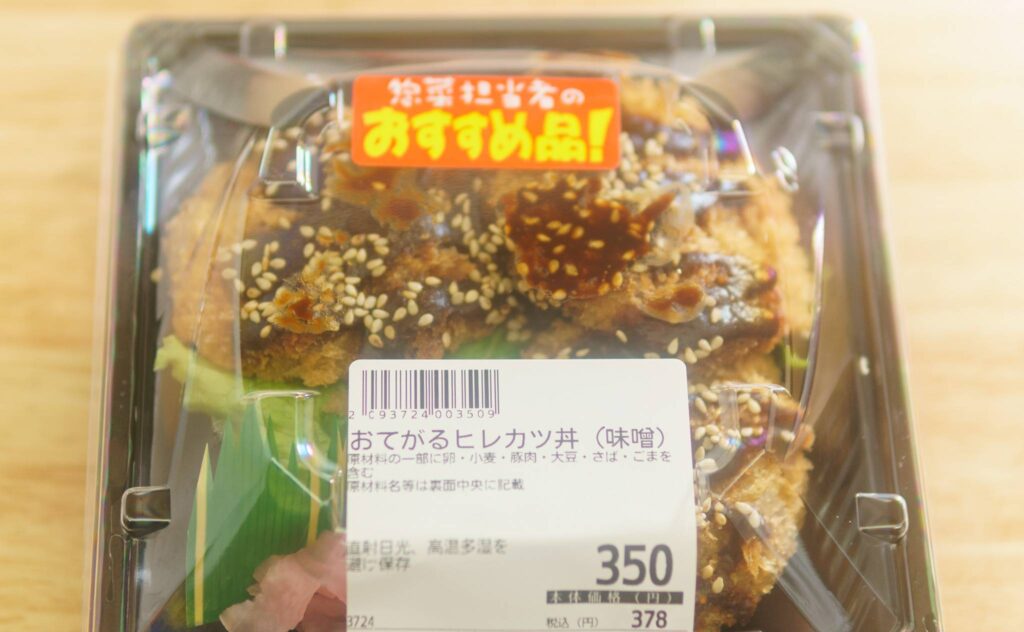 惣菜担当者の
おすすめ品!
2C93724003509
おてがるヒレカツ丼（味噌）
原材料の一部に卵・小麦・豚肉・大豆・さば・ごまを
含む
原材料名等は裏面中央に記載
直射日光、高温多湿を
避け保存
350
本体価格（円）
3724
税込（円） 378